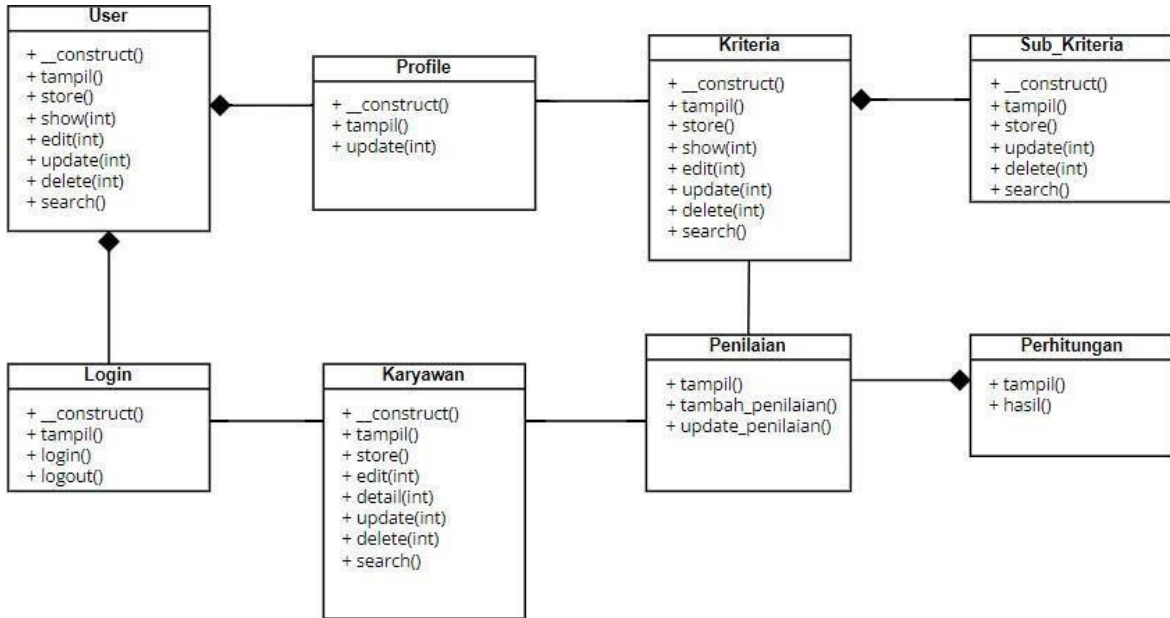 User
+ __construct()
+ tampil()
+ store()
+ show(int)
+ edit(int)
+ update(int)
+ delete(int)
+ search()
Profile
+ __construct()
+ tampil()
+ update(int)
Kriteria
+ __construct()
+ tampil()
+ store()
+ show(int)
+ edit(int)
+ update(int)
+ delete(int)
+ search()
Sub_Kriteria
+ __construct()
+ tampil()
+ store()
+ update(int)
+ delete(int)
+ search()
Login
+ __construct()
+ tampil()
+ login()
+ logout()
Karyawan
+ __construct()
+ tampil()
+ store()
+ edit(int)
+ detail(int)
+ update(int)
+ delete(int)
+ search()
Penilaian
+ tampil()
+ tambah_penilaian()
+ update_penilaian()
Perhitungan
+ tampil()
+ hasil()